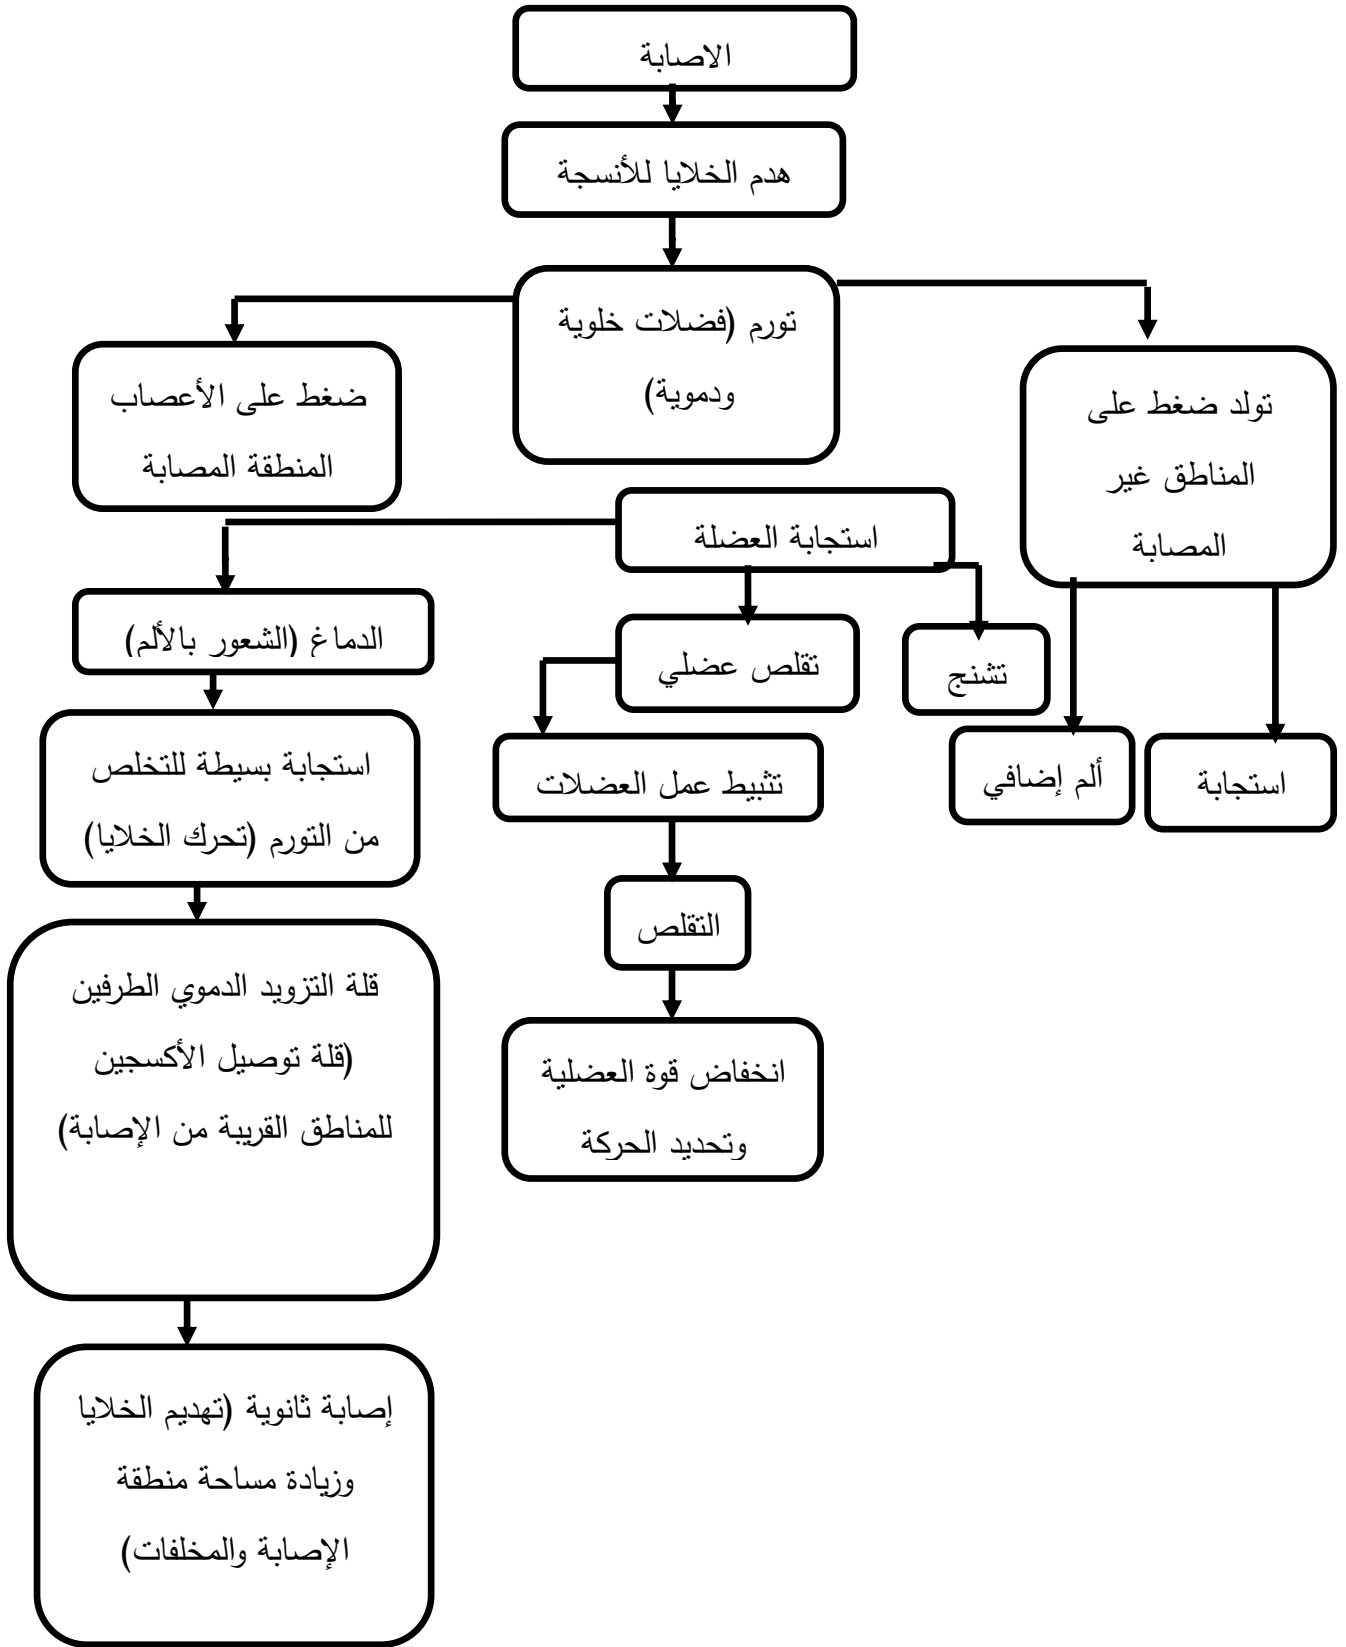 الاصابة
هدم الخلايا للأنسجة
تورم (فضلات خلوية
ودموية)
تولد ضغط على
المناطق غير
المصابة
ضغط على الأعصاب
المنطقة المصابة
استجابة العضلة
الدماغ (الشعور بالألم)
تقلص عضلي
تشنج
استجابة
ألم إضافي
تثبيط عمل العضلات
استجابة بسيطة للتخلص
من التورم (تحرك الخلايا)
التقلص
قلة التزويد الدموي الطرفين
(قلة توصيل الأكسجين
للمناطق القريبة من الإصابة)
انخفاض قوة العضلية
وتحديد الحركة
إصابة ثانوية (تهديم الخلايا
وزيادة مساحة منطقة
الإصابة والمخلفات)